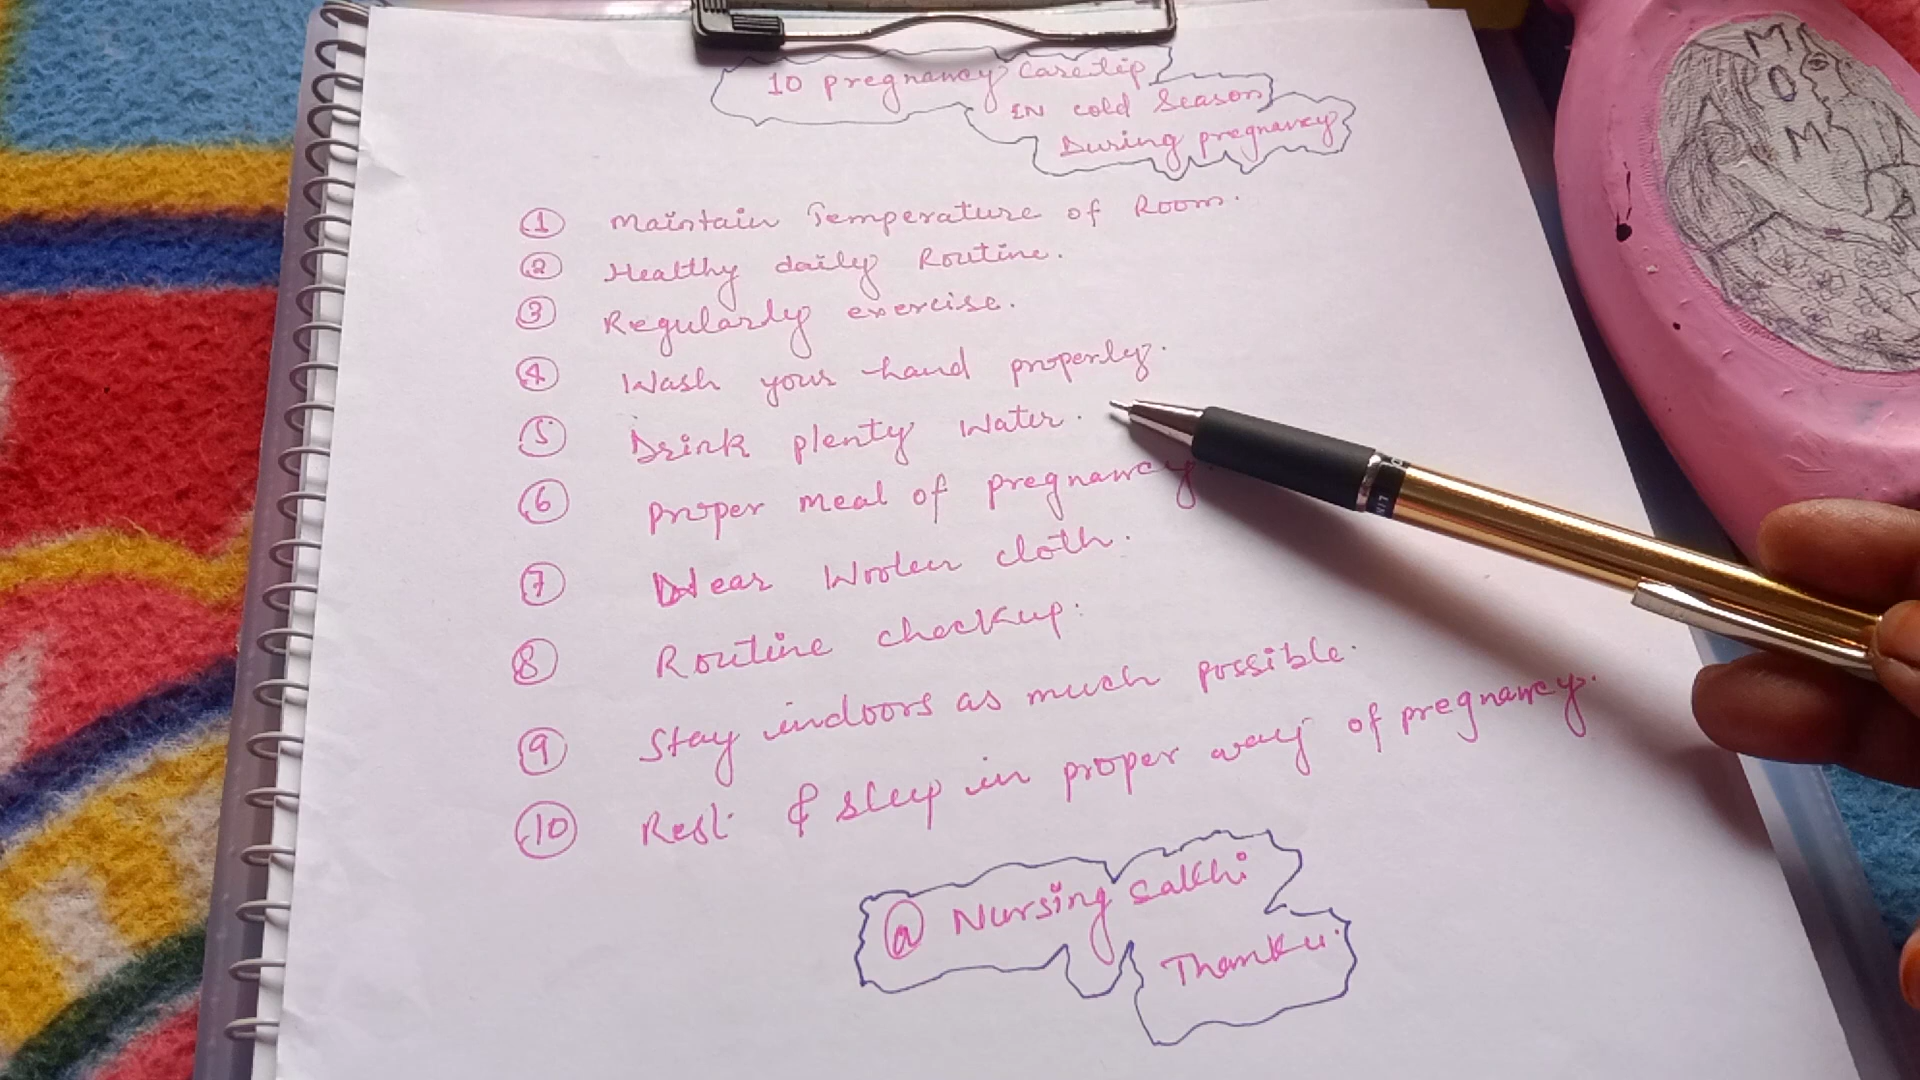 10 pregnancy care tip
IN cold Season
During pregnancy
1 Maintain Temperature of Room.
2 Healthy daily Routine.
3 Regularly exercise.
4 Wash your hand properly.
5 Drink plenty Water.
6 proper meal of pregnancy.
7 Wear Woolen cloth.
8 Routine checkup.
9 Stay indoors as much possible.
10 Rest & sleep in proper way of pregnancy.
@ Nursing Sakhi
Thanku.
MOM